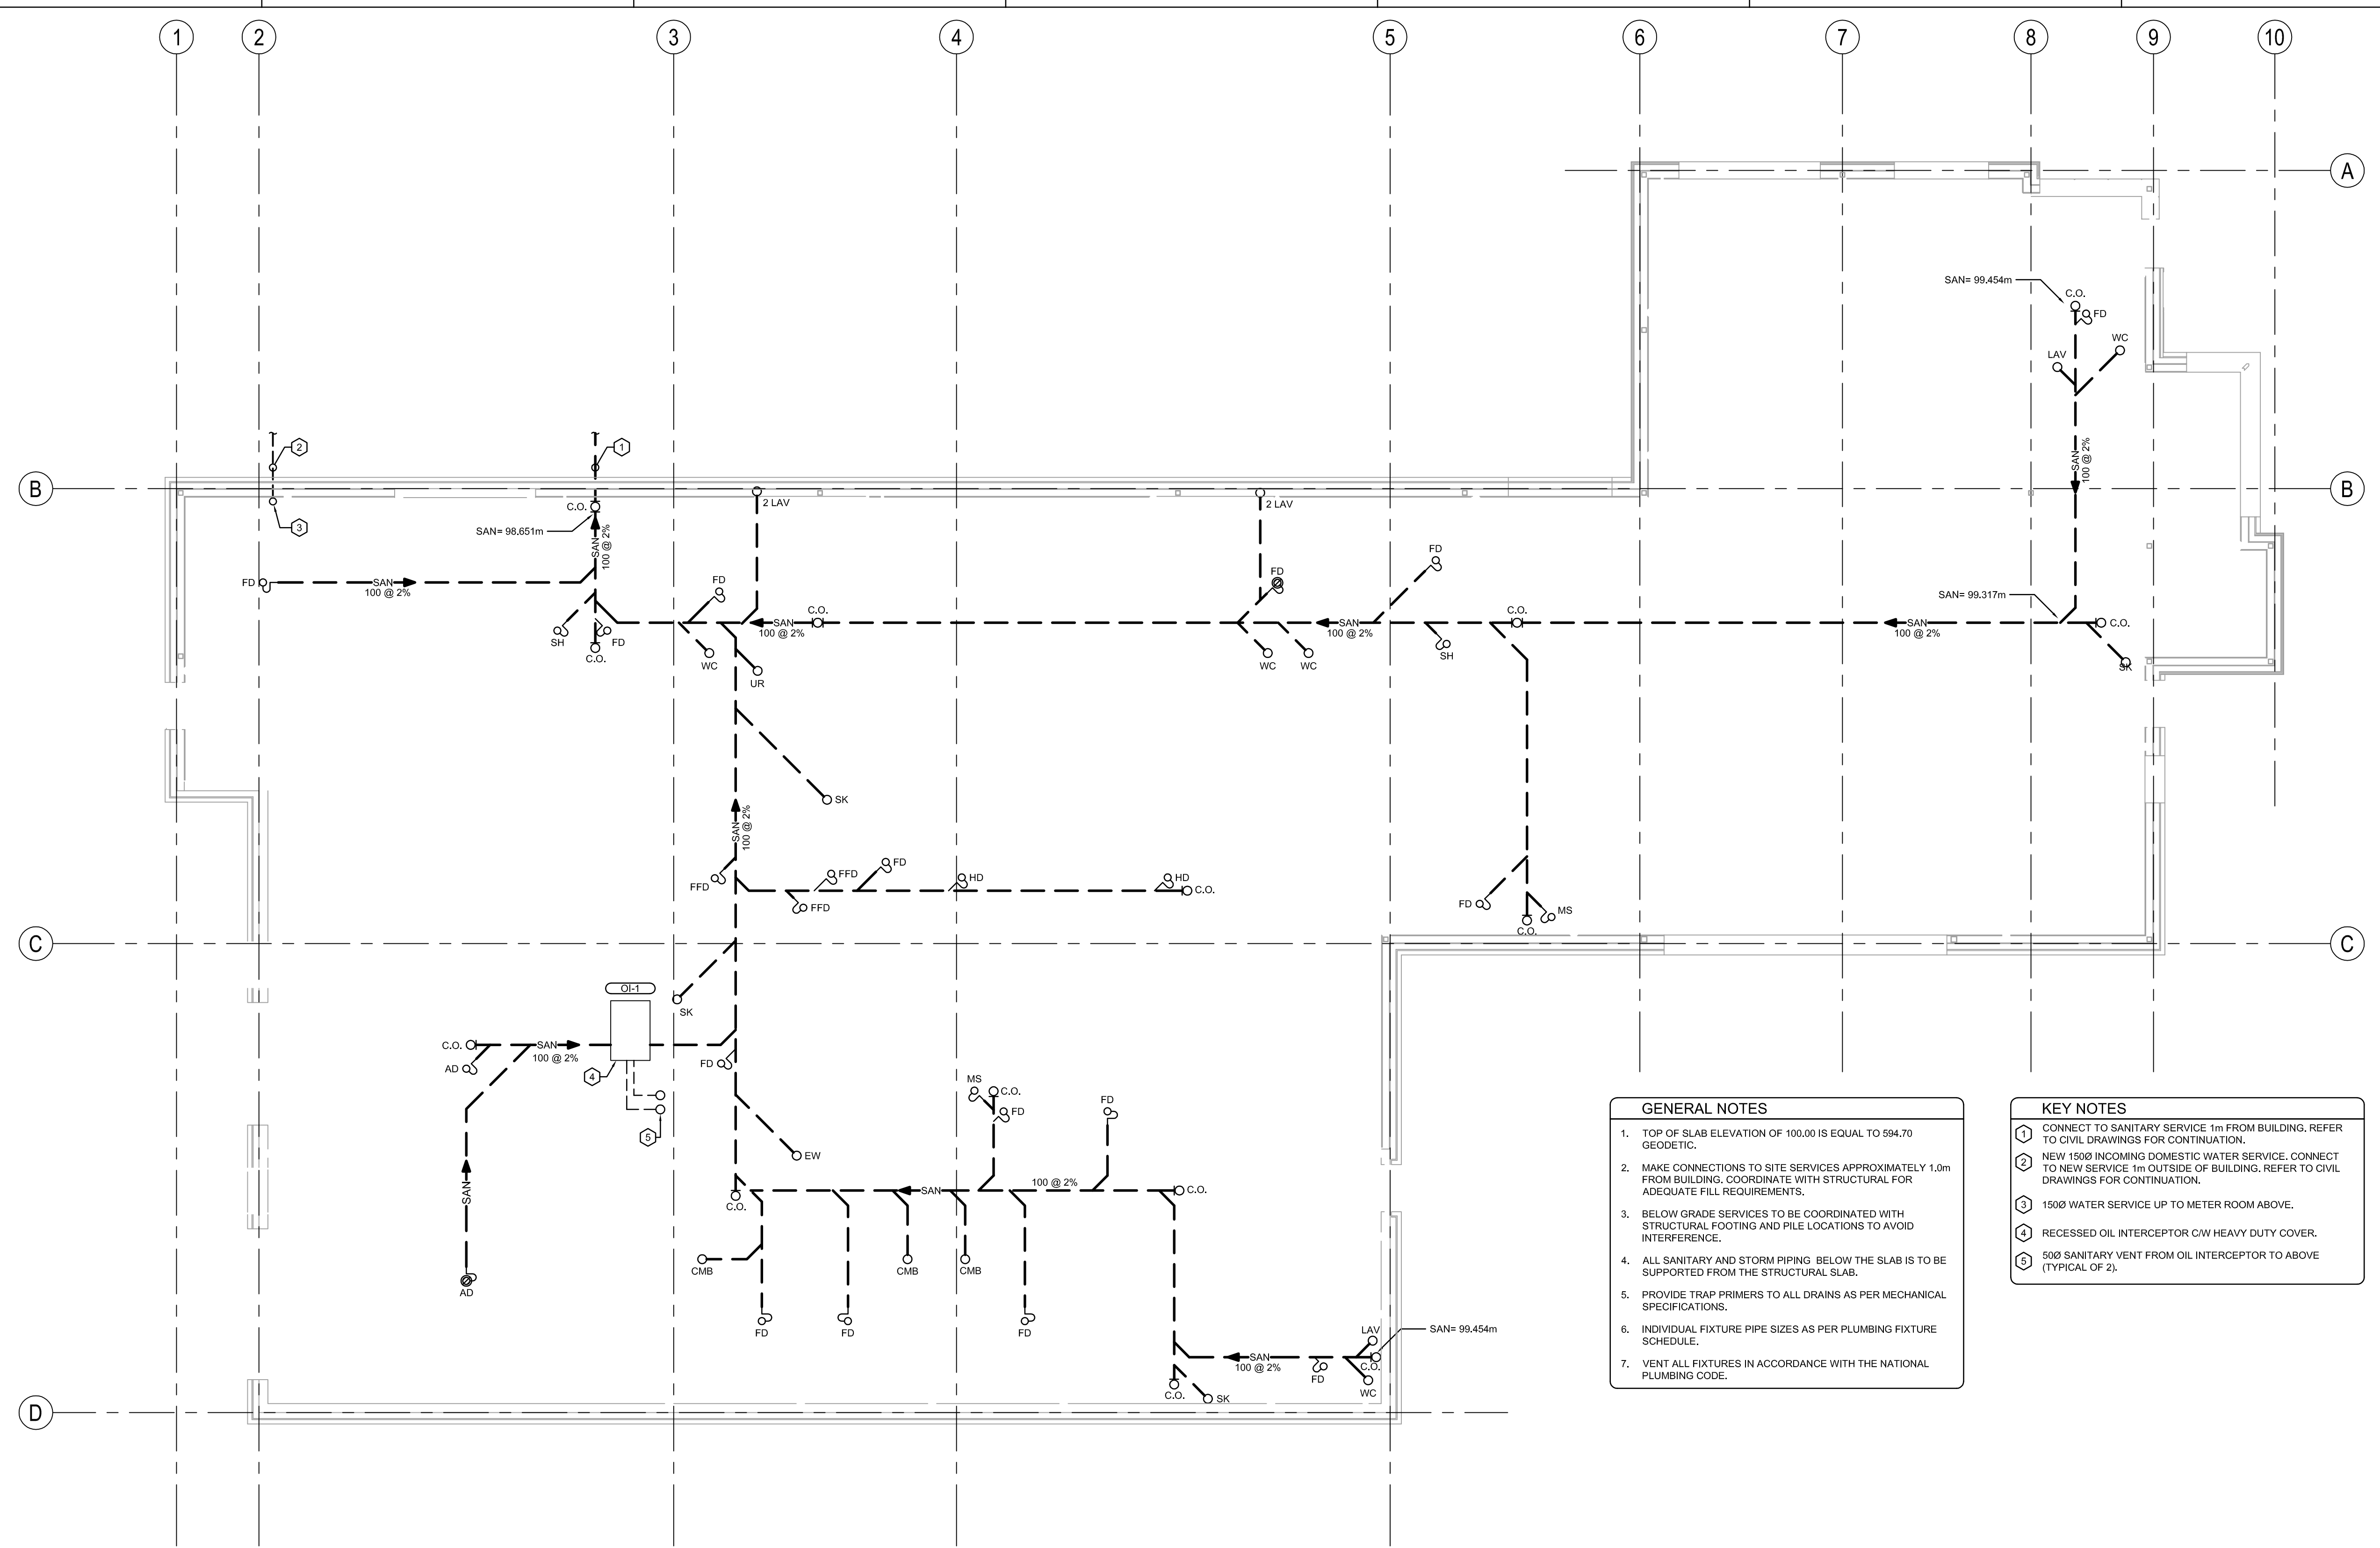 1 2 3 4 5 6 7 8 9 10
A
SAN= 99.454m
C.O.
FD
WC
LAV
SAN
100 @ 2%
2
1
B
B
C.O.
2 LAV
2 LAV
3
SAN= 98.651m
SAN
100 @ 2%
FD
SAN
100 @ 2%
FD
FD
FD
SAN= 99.317m
C.O.
C.O.
SAN
100 @ 2%
SAN
100 @ 2%
SAN
100 @ 2%
C.O.
SH
FD
C.O.
WC
UR
WC
WC
SH
SK
SK
SAN
100 @ 2%
FFD
FFD
FD
HD
HD
C.O.
FFD
FD
MS
C.O.
C
C
OI-1
SK
C.O.
SAN
100 @ 2%
AD
FD
4
5
MS
C.O.
FD
FD
EW
SAN
C.O.
SAN
100 @ 2%
C.O.
CMB
CMB
CMB
AD
FD
FD
FD
LAV
SAN= 99.454m
SAN
100 @ 2%
FD
C.O.
WC
C.O.
SK
D
GENERAL NOTES
1. TOP OF SLAB ELEVATION OF 100.00 IS EQUAL TO 594.70
GEODETIC.
2. MAKE CONNECTIONS TO SITE SERVICES APPROXIMATELY 1.0m
FROM BUILDING. COORDINATE WITH STRUCTURAL FOR
ADEQUATE FILL REQUIREMENTS.
3. BELOW GRADE SERVICES TO BE COORDINATED WITH
STRUCTURAL FOOTING AND PILE LOCATIONS TO AVOID
INTERFERENCE.
4. ALL SANITARY AND STORM PIPING BELOW THE SLAB IS TO BE
SUPPORTED FROM THE STRUCTURAL SLAB.
5. PROVIDE TRAP PRIMERS TO ALL DRAINS AS PER MECHANICAL
SPECIFICATIONS.
6. INDIVIDUAL FIXTURE PIPE SIZES AS PER PLUMBING FIXTURE
SCHEDULE.
7. VENT ALL FIXTURES IN ACCORDANCE WITH THE NATIONAL
PLUMBING CODE.
KEY NOTES
1 CONNECT TO SANITARY SERVICE 1m FROM BUILDING. REFER
TO CIVIL DRAWINGS FOR CONTINUATION.
2 NEW 150Ø INCOMING DOMESTIC WATER SERVICE. CONNECT
TO NEW SERVICE 1m OUTSIDE OF BUILDING. REFER TO CIVIL
DRAWINGS FOR CONTINUATION.
3 150Ø WATER SERVICE UP TO METER ROOM ABOVE.
4 RECESSED OIL INTERCEPTOR C/W HEAVY DUTY COVER.
5 50Ø SANITARY VENT FROM OIL INTERCEPTOR TO ABOVE
(TYPICAL OF 2).